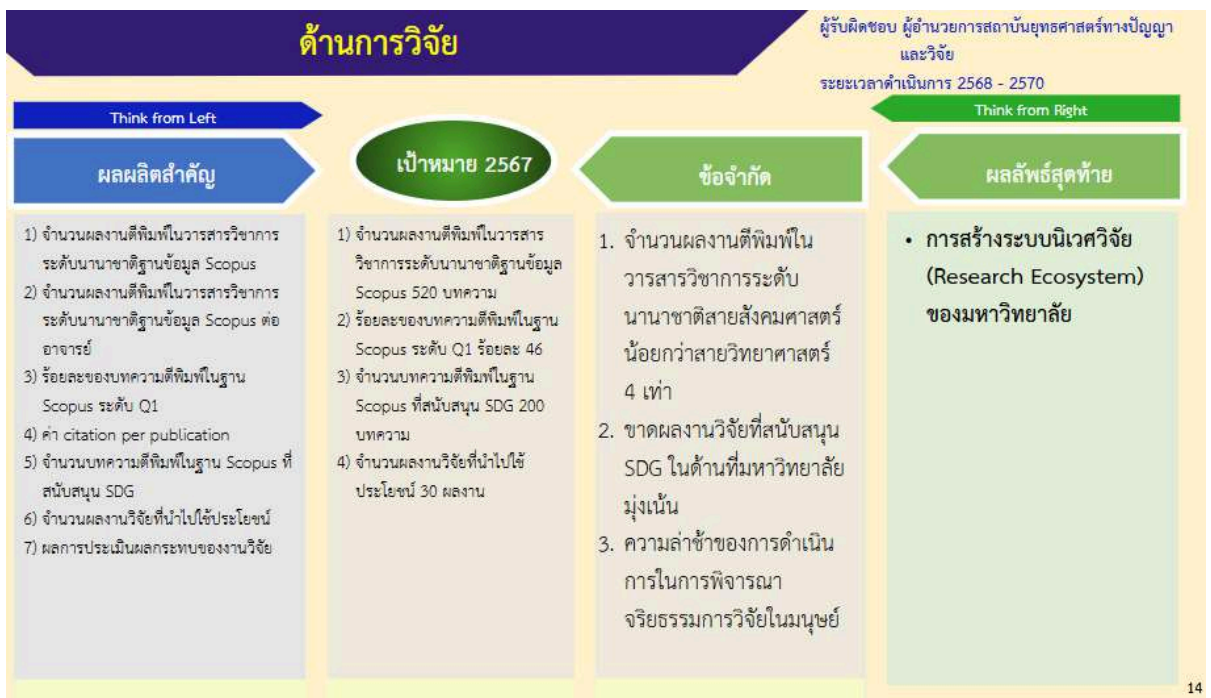 ด้านการวิจัย
ผู้รับผิดชอบ ผู้อำนวยการสถาบันยุทธศาสตร์ทางปัญญา
และวิจัย
ระยะเวลาดำเนินการ 2568 - 2570
Think from Left
Think from Right
ผลผลิตสำคัญ
1) จำนวนผลงานตีพิมพ์ในวารสารวิชาการ
ระดับนานาชาติฐานข้อมูล Scopus
2) จำนวนผลงานตีพิมพ์ในวารสารวิชาการ
ระดับนานาชาติฐานข้อมูล Scopus ต่อ
อาจารย์
3) ร้อยละของบทความตีพิมพ์ในฐาน
Scopus ระดับ Q1
4) ค่า citation per publication
5) จำนวนบทความตีพิมพ์ในฐาน Scopus ที่
สนับสนุน SDG
6) จำนวนผลงานวิจัยที่นำไปใช้ประโยชน์
7) ผลการประเมินผลกระทบของงานวิจัย
เป้าหมาย 2567
1) จำนวนผลงานตีพิมพ์ในวารสาร
วิชาการระดับนานาชาติฐานข้อมูล
Scopus 520 บทความ
2) ร้อยละของบทความตีพิมพ์ในฐาน
Scopus ระดับ Q1 ร้อยละ 46
3) จำนวนบทความตีพิมพ์ในฐาน
Scopus ที่สนับสนุน SDG 200
บทความ
4) จำนวนผลงานวิจัยที่นำไปใช้
ประโยชน์ 30 ผลงาน
ข้อจำกัด
1. จำนวนผลงานตีพิมพ์ใน
วารสารวิชาการระดับ
นานาชาติสายสังคมศาสตร์
น้อยกว่าสายวิทยาศาสตร์
4 เท่า
2. ขาดผลงานวิจัยที่สนับสนุน
SDG ในด้านที่มหาวิทยาลัย
มุ่งเน้น
3. ความล่าช้าของการดำเนิน
การในการพิจารณา
จริยธรรมการวิจัยในมนุษย์
ผลลัพธ์สุดท้าย
• การสร้างระบบนิเวศวิจัย
(Research Ecosystem)
ของมหาวิทยาลัย
14